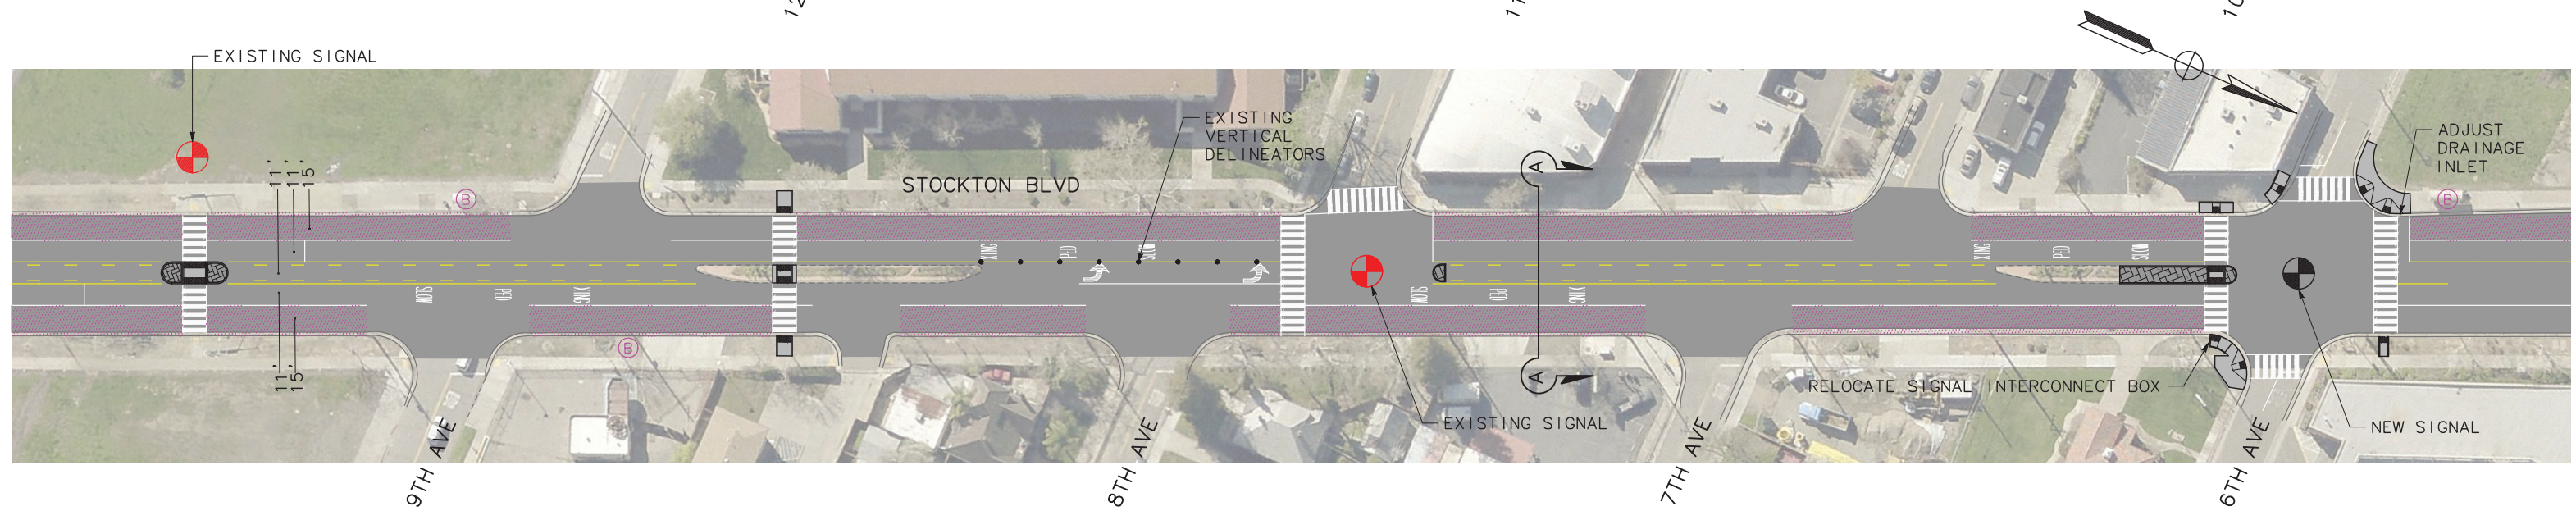 EXISTING SIGNAL
11'
11'
15'
B
STOCKTON BLVD
EXISTING
VERTICAL
DELINEATORS
A
ADJUST
DRAINAGE
INLET
B
XING
PED
SLOW
XING
PED
SLOW
SLOW
PED
XING
SLOW
PED
XING
11'
15'
B
A
RELOCATE SIGNAL INTERCONNECT BOX
EXISTING SIGNAL
NEW SIGNAL
9TH AVE
8TH AVE
7TH AVE
6TH AVE